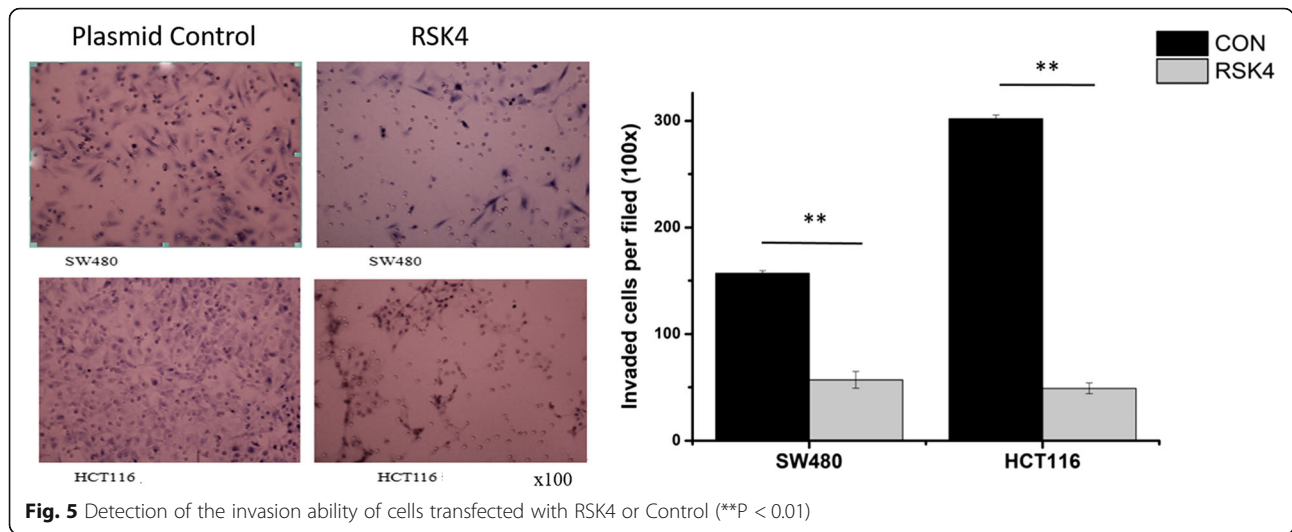 Plasmid Control
RSK4
SW480
SW480
HCT116
HCT116
x100
CON
RSK4
**
**
Invaded cells per filed (100x)
300
200
100
0
SW480
HCT116
Fig. 5 Detection of the invasion ability of cells transfected with RSK4 or Control (**P < 0.01)